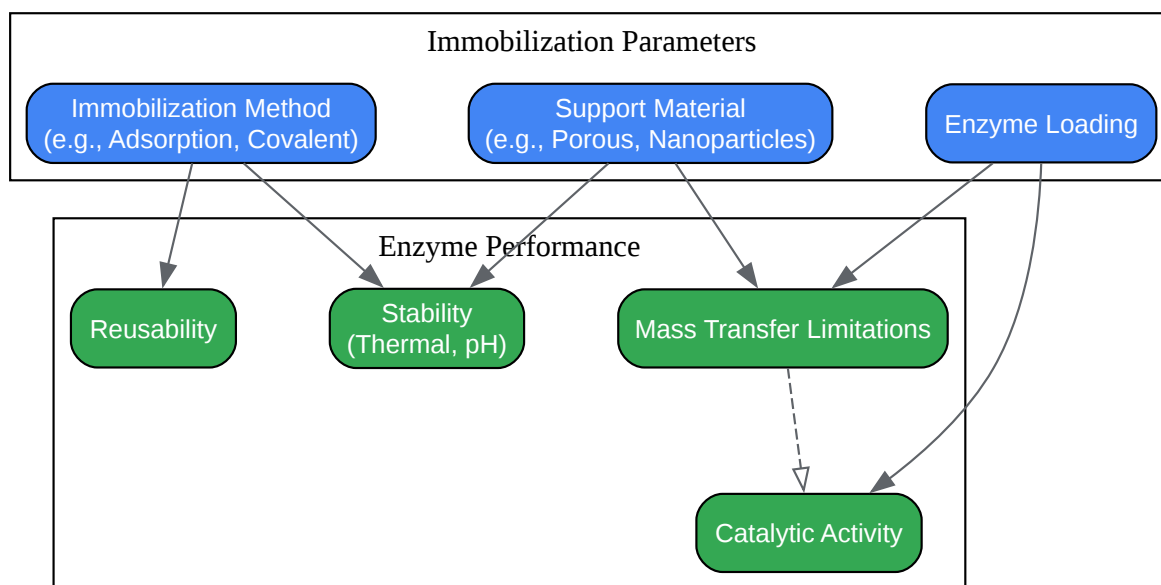 Immobilization Parameters
Immobilization Method
(e.g., Adsorption, Covalent)
Support Material
(e.g., Porous, Nanoparticles)
Enzyme Loading
Enzyme Performance
Reusability
Stability
(Thermal, pH)
Mass Transfer Limitations
Catalytic Activity